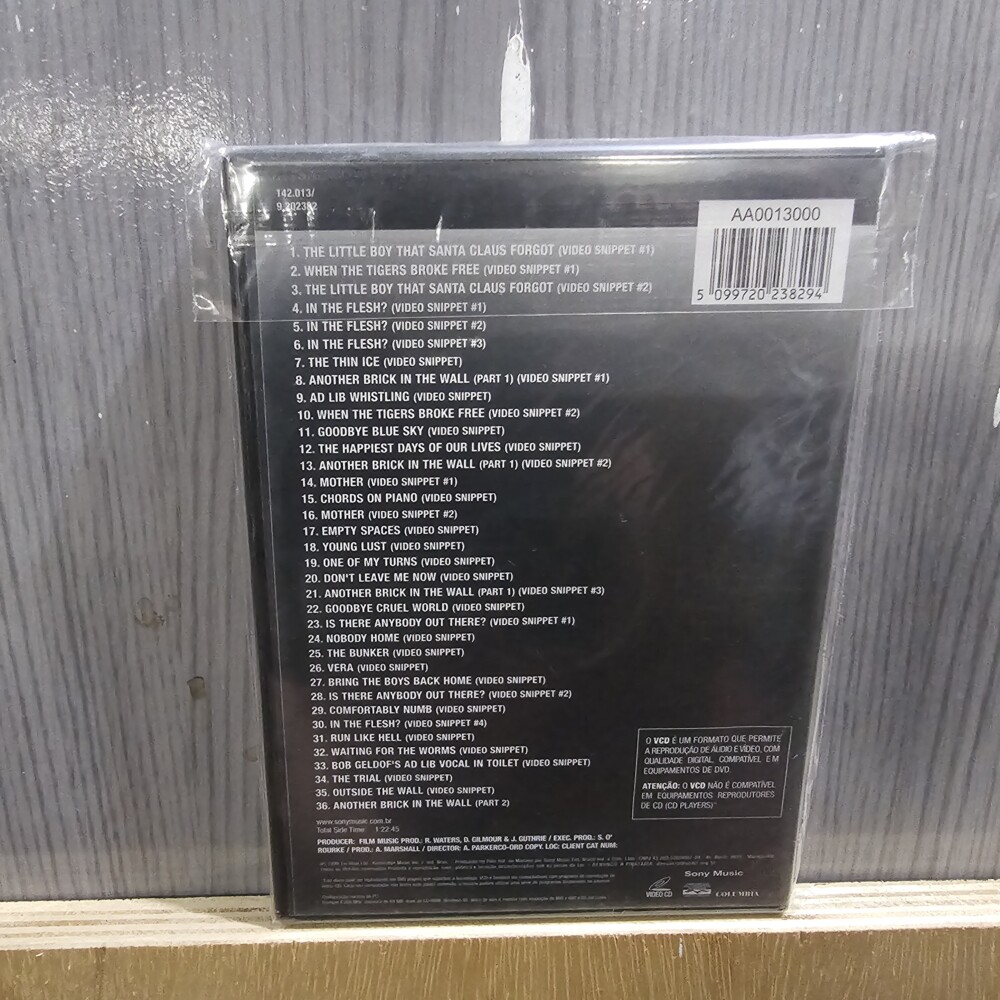 142.013/
9.202382
AA0013000
5 099720 238294
1. THE LITTLE BOY THAT SANTA CLAUS FORGOT (VIDEO SNIPPET #1)
2. WHEN THE TIGERS BROKE FREE (VIDEO SNIPPET #1)
3. THE LITTLE BOY THAT SANTA CLAUS FORGOT (VIDEO SNIPPET #2)
4. IN THE FLESH? (VIDEO SNIPPET #1)
5. IN THE FLESH? (VIDEO SNIPPET #2)
6. IN THE FLESH? (VIDEO SNIPPET #3)
7. THE THIN ICE (VIDEO SNIPPET)
8. ANOTHER BRICK IN THE WALL (PART 1) (VIDEO SNIPPET #1)
9. AD LIB WHISTLING (VIDEO SNIPPET)
10. WHEN THE TIGERS BROKE FREE (VIDEO SNIPPET #2)
11. GOODBYE BLUE SKY (VIDEO SNIPPET)
12. THE HAPPIEST DAYS OF OUR LIVES (VIDEO SNIPPET)
13. ANOTHER BRICK IN THE WALL (PART 1) (VIDEO SNIPPET #2)
14. MOTHER (VIDEO SNIPPET #1)
15. CHORDS ON PIANO (VIDEO SNIPPET)
16. MOTHER (VIDEO SNIPPET #2)
17. EMPTY SPACES (VIDEO SNIPPET)
18. YOUNG LUST (VIDEO SNIPPET)
19. ONE OF MY TURNS (VIDEO SNIPPET)
20. DON'T LEAVE ME NOW (VIDEO SNIPPET)
21. ANOTHER BRICK IN THE WALL (PART 1) (VIDEO SNIPPET #3)
22. GOODBYE CRUEL WORLD (VIDEO SNIPPET)
23. IS THERE ANYBODY OUT THERE? (VIDEO SNIPPET #1)
24. NOBODY HOME (VIDEO SNIPPET)
25. THE BUNKER (VIDEO SNIPPET)
26. VERA (VIDEO SNIPPET)
27. BRING THE BOYS BACK HOME (VIDEO SNIPPET)
28. IS THERE ANYBODY OUT THERE? (VIDEO SNIPPET #2)
29. COMFORTABLY NUMB (VIDEO SNIPPET)
30. IN THE FLESH? (VIDEO SNIPPET #4)
31. RUN LIKE HELL (VIDEO SNIPPET)
32. WAITING FOR THE WORMS (VIDEO SNIPPET)
33. BOB GELDOF'S AD LIB VOCAL IN TOILET (VIDEO SNIPPET)
34. THE TRIAL (VIDEO SNIPPET)
35. OUTSIDE THE WALL (VIDEO SNIPPET)
36. ANOTHER BRICK IN THE WALL (PART 2)
O VCD É UM FORMATO QUE PERMITE
A REPRODUÇÃO DE ÁUDIO E VÍDEO, COM
QUALIDADE DIGITAL, COMPATÍVEL EM
EQUIPAMENTOS DE DVD.
ATENÇÃO: O VCD NÃO É COMPATÍVEL
EM EQUIPAMENTOS REPRODUTORES
DE CD (CD PLAYERS)
www.sonymusic.com.br
Total Side Time: 1:22:45
PRODUCER: FILM MUSIC PROD.: R. WATERS, D. GILMOUR & J. GUTHRIE / EXEC. PROD.: S. O'
ROURKE / PROD.: A. MARSHALL / DIRECTOR: A. PARKERCO-ORD COPY. LOC: CLIENT CAT NUM:
Sony Music
VIDEO CD
COLUMBIA